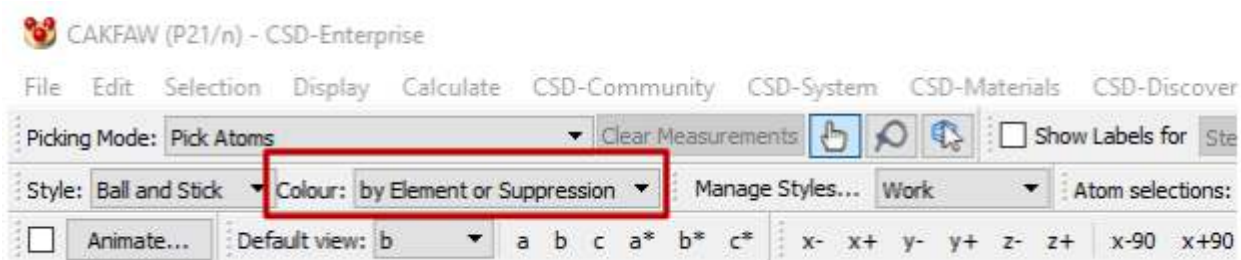 CAKFAW (P21/n) - CSD-Enterprise
File Edit Selection Display Calculate CSD-Community CSD-System CSD-Materials CSD-Discover
Picking Mode: Pick Atoms Clear Measurements Show Labels for Ste
Style: Ball and Stick Colour: by Element or Suppression Manage Styles... Work Atom selections:
Animate... Default view: b a b c a* b* c* x- x+ y- y+ z- z+ x-90 x+90